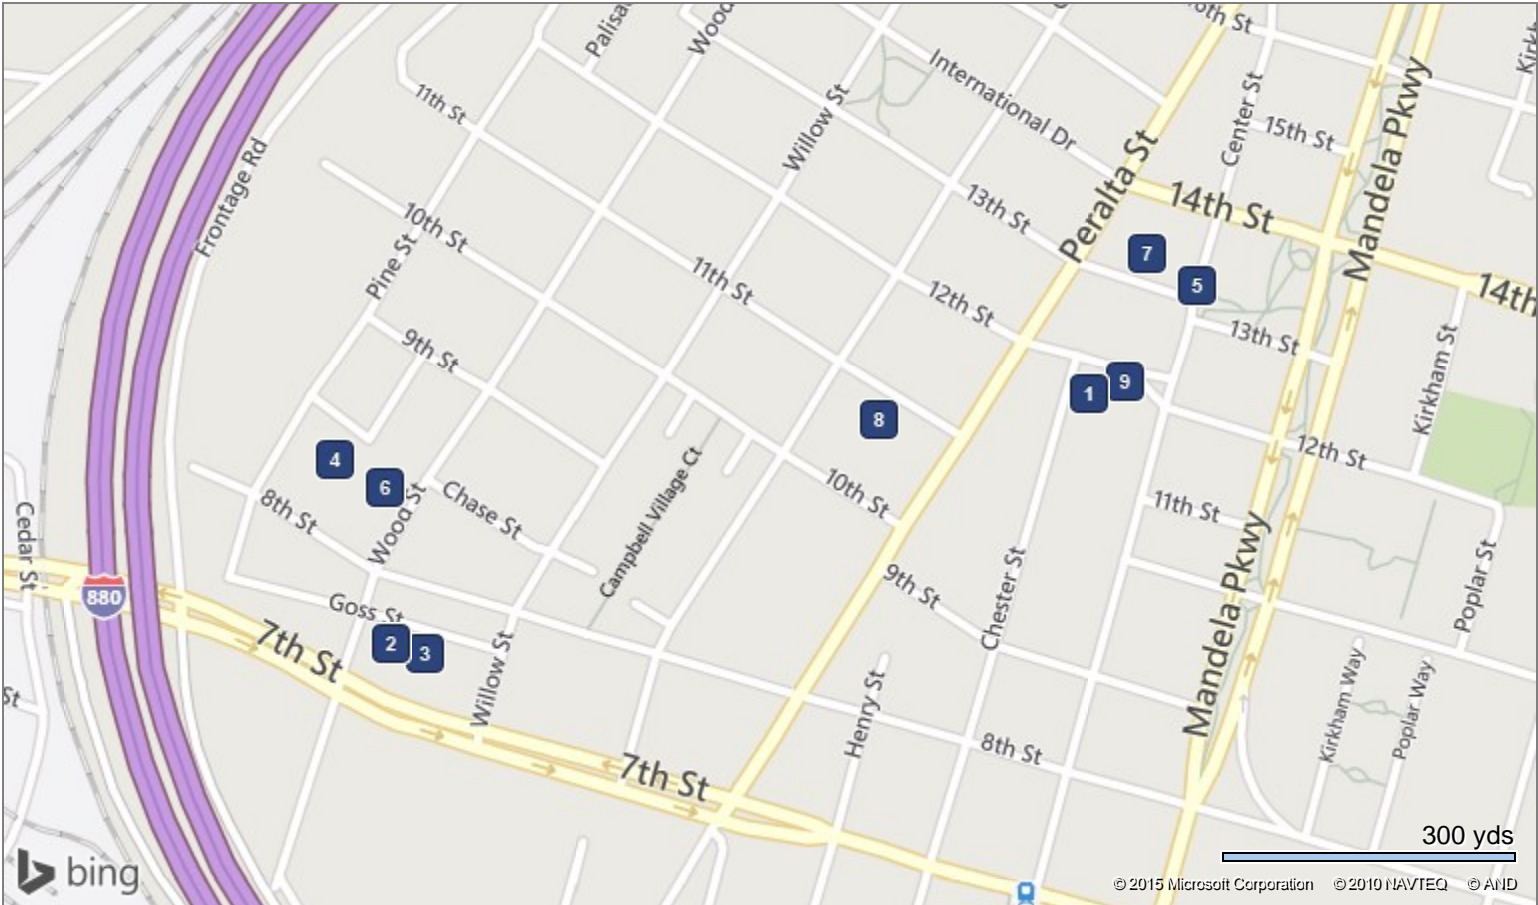 Palisa
Wood
16th St
Kirkh
International Dr
11th St
Willow St
Center St
15th St
Mandela Pkwy
Frontage Rd
Peralta St
14th St
13th St
10th St
Pine St
7
5
14th
11th St
12th St
13th St
9th St
Kirkham St
1
9
8
4
6
12th St
Wood St
Chase St
Campbell Village Ct
10th St
11th St
8th St
Cedar St
Mandela Pkwy
Poplar St
880
9th St
Chester St
Goss St
2
3
7th St
Willow St
St
Henry St
Kirkham Way
Poplar Way
8th St
7th St
300 yds
bing
© 2015 Microsoft Corporation © 2010 NAVTEQ © AND